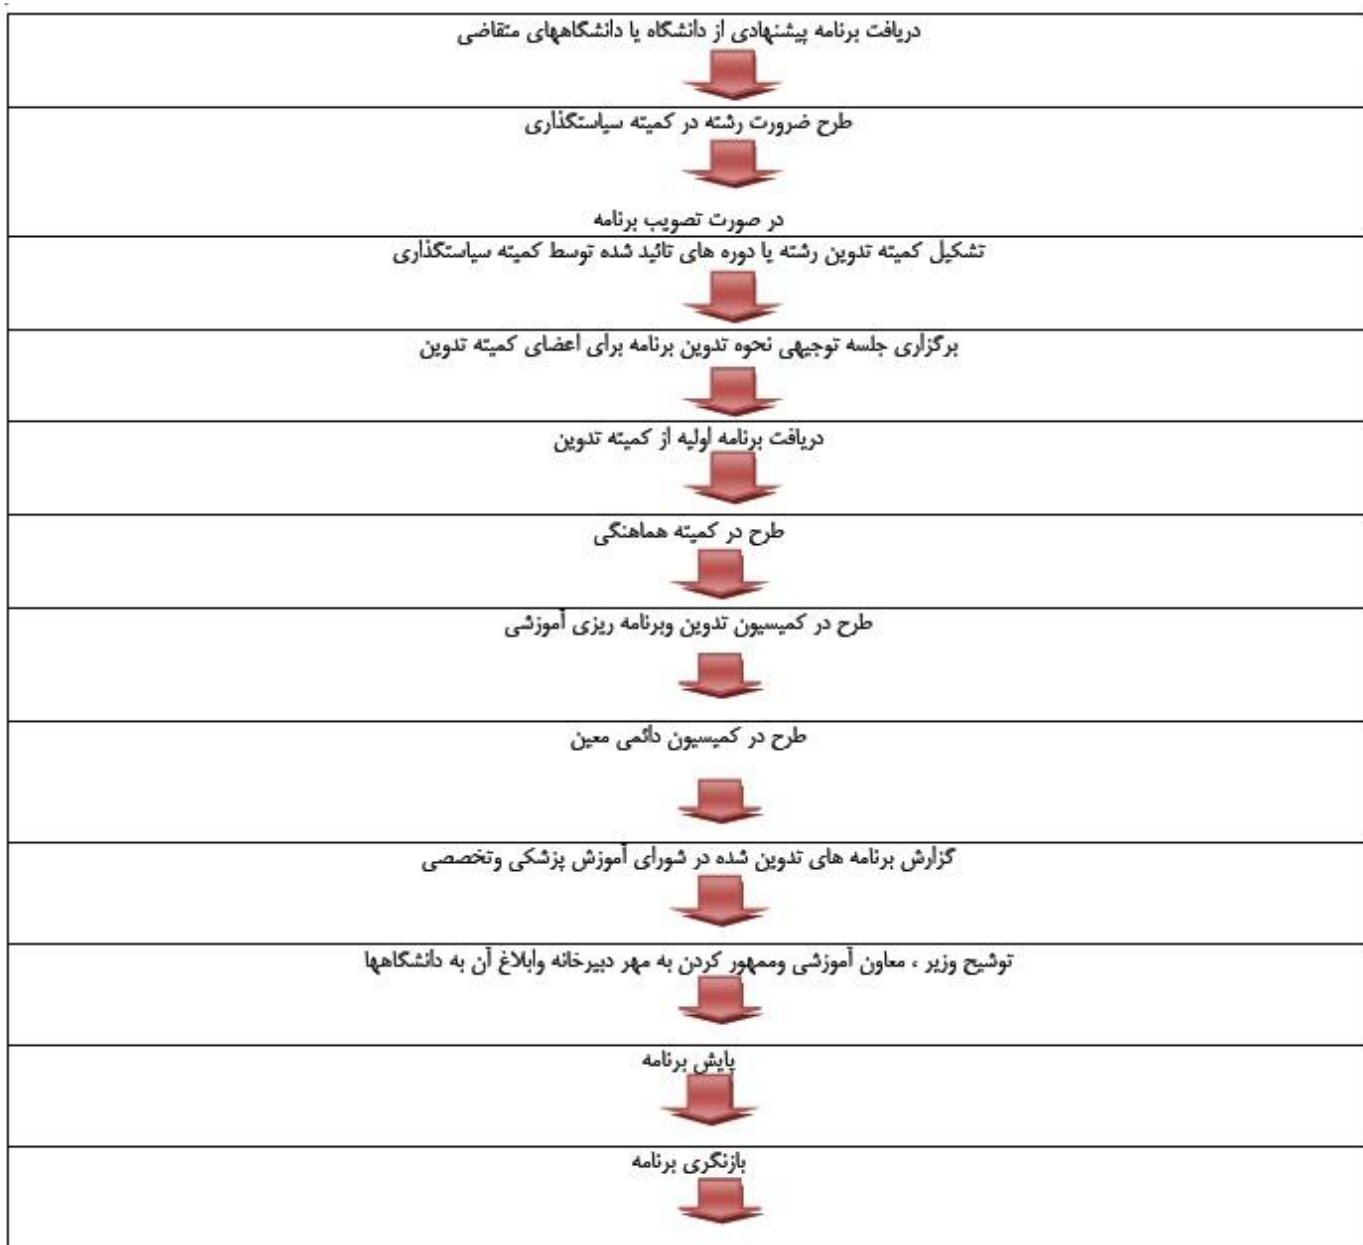 دریافت برنامه پیشنهادی از دانشگاه یا دانشگاههای متقاضی
طرح ضرورت رشته در کمیته سیاستگذاری
در صورت تصویب برنامه
تشکیل کمیته تدوین رشته یا دوره های تائید شده توسط کمیته سیاستگذاری
برگزاری جلسه توجیهی نحوه تدوین برنامه برای اعضای کمیته تدوین
دریافت برنامه اولیه از کمیته تدوین
طرح در کمیته هماهنگی
طرح در کمیسیون تدوین وبرنامه ریزی آموزشی
طرح در کمیسیون دائمی معین
گزارش برنامه های تدوین شده در شورای آموزش پزشکی وتخصصی
توشیح وزیر ، معاون آموزشی وممهور کردن به مهر دبیرخانه وابلاغ آن به دانشگاهها
پایش برنامه
بازنگری برنامه